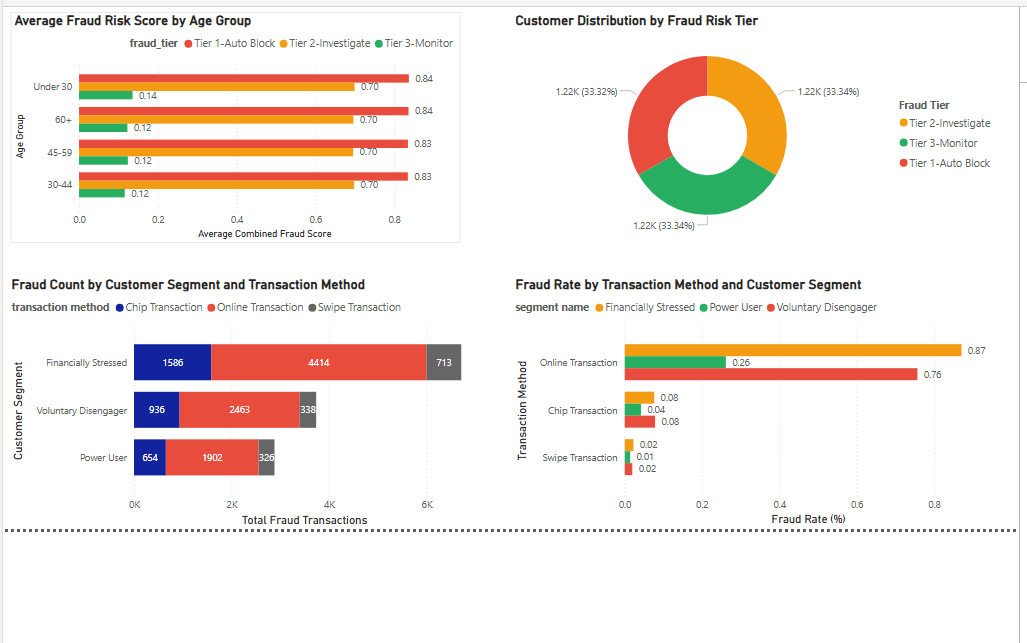 Average Fraud Risk Score by Age Group
fraud_tier Tier 1-Auto Block Tier 2-Investigate Tier 3-Monitor
Age Group
Under 30 0.84 0.70 0.14
60+ 0.84 0.70 0.12
45-59 0.83 0.70 0.12
30-44 0.83 0.70 0.12
0.0 0.2 0.4 0.6 0.8
Average Combined Fraud Score
Customer Distribution by Fraud Risk Tier
1.22K (33.32%) 1.22K (33.34%)
1.22K (33.34%)
Fraud Tier
Tier 2-Investigate
Tier 3-Monitor
Tier 1-Auto Block
Fraud Count by Customer Segment and Transaction Method
transaction method Chip Transaction Online Transaction Swipe Transaction
Customer Segment
Financially Stressed 1586 4414 713
Voluntary Disengager 936 2463 338
Power User 654 1902 326
0K 2K 4K 6K
Total Fraud Transactions
Fraud Rate by Transaction Method and Customer Segment
segment name Financially Stressed Power User Voluntary Disengager
Transaction Method
Online Transaction 0.87 0.26 0.76
Chip Transaction 0.08 0.04 0.08
Swipe Transaction 0.02 0.01 0.02
0.0 0.2 0.4 0.6 0.8
Fraud Rate (%)